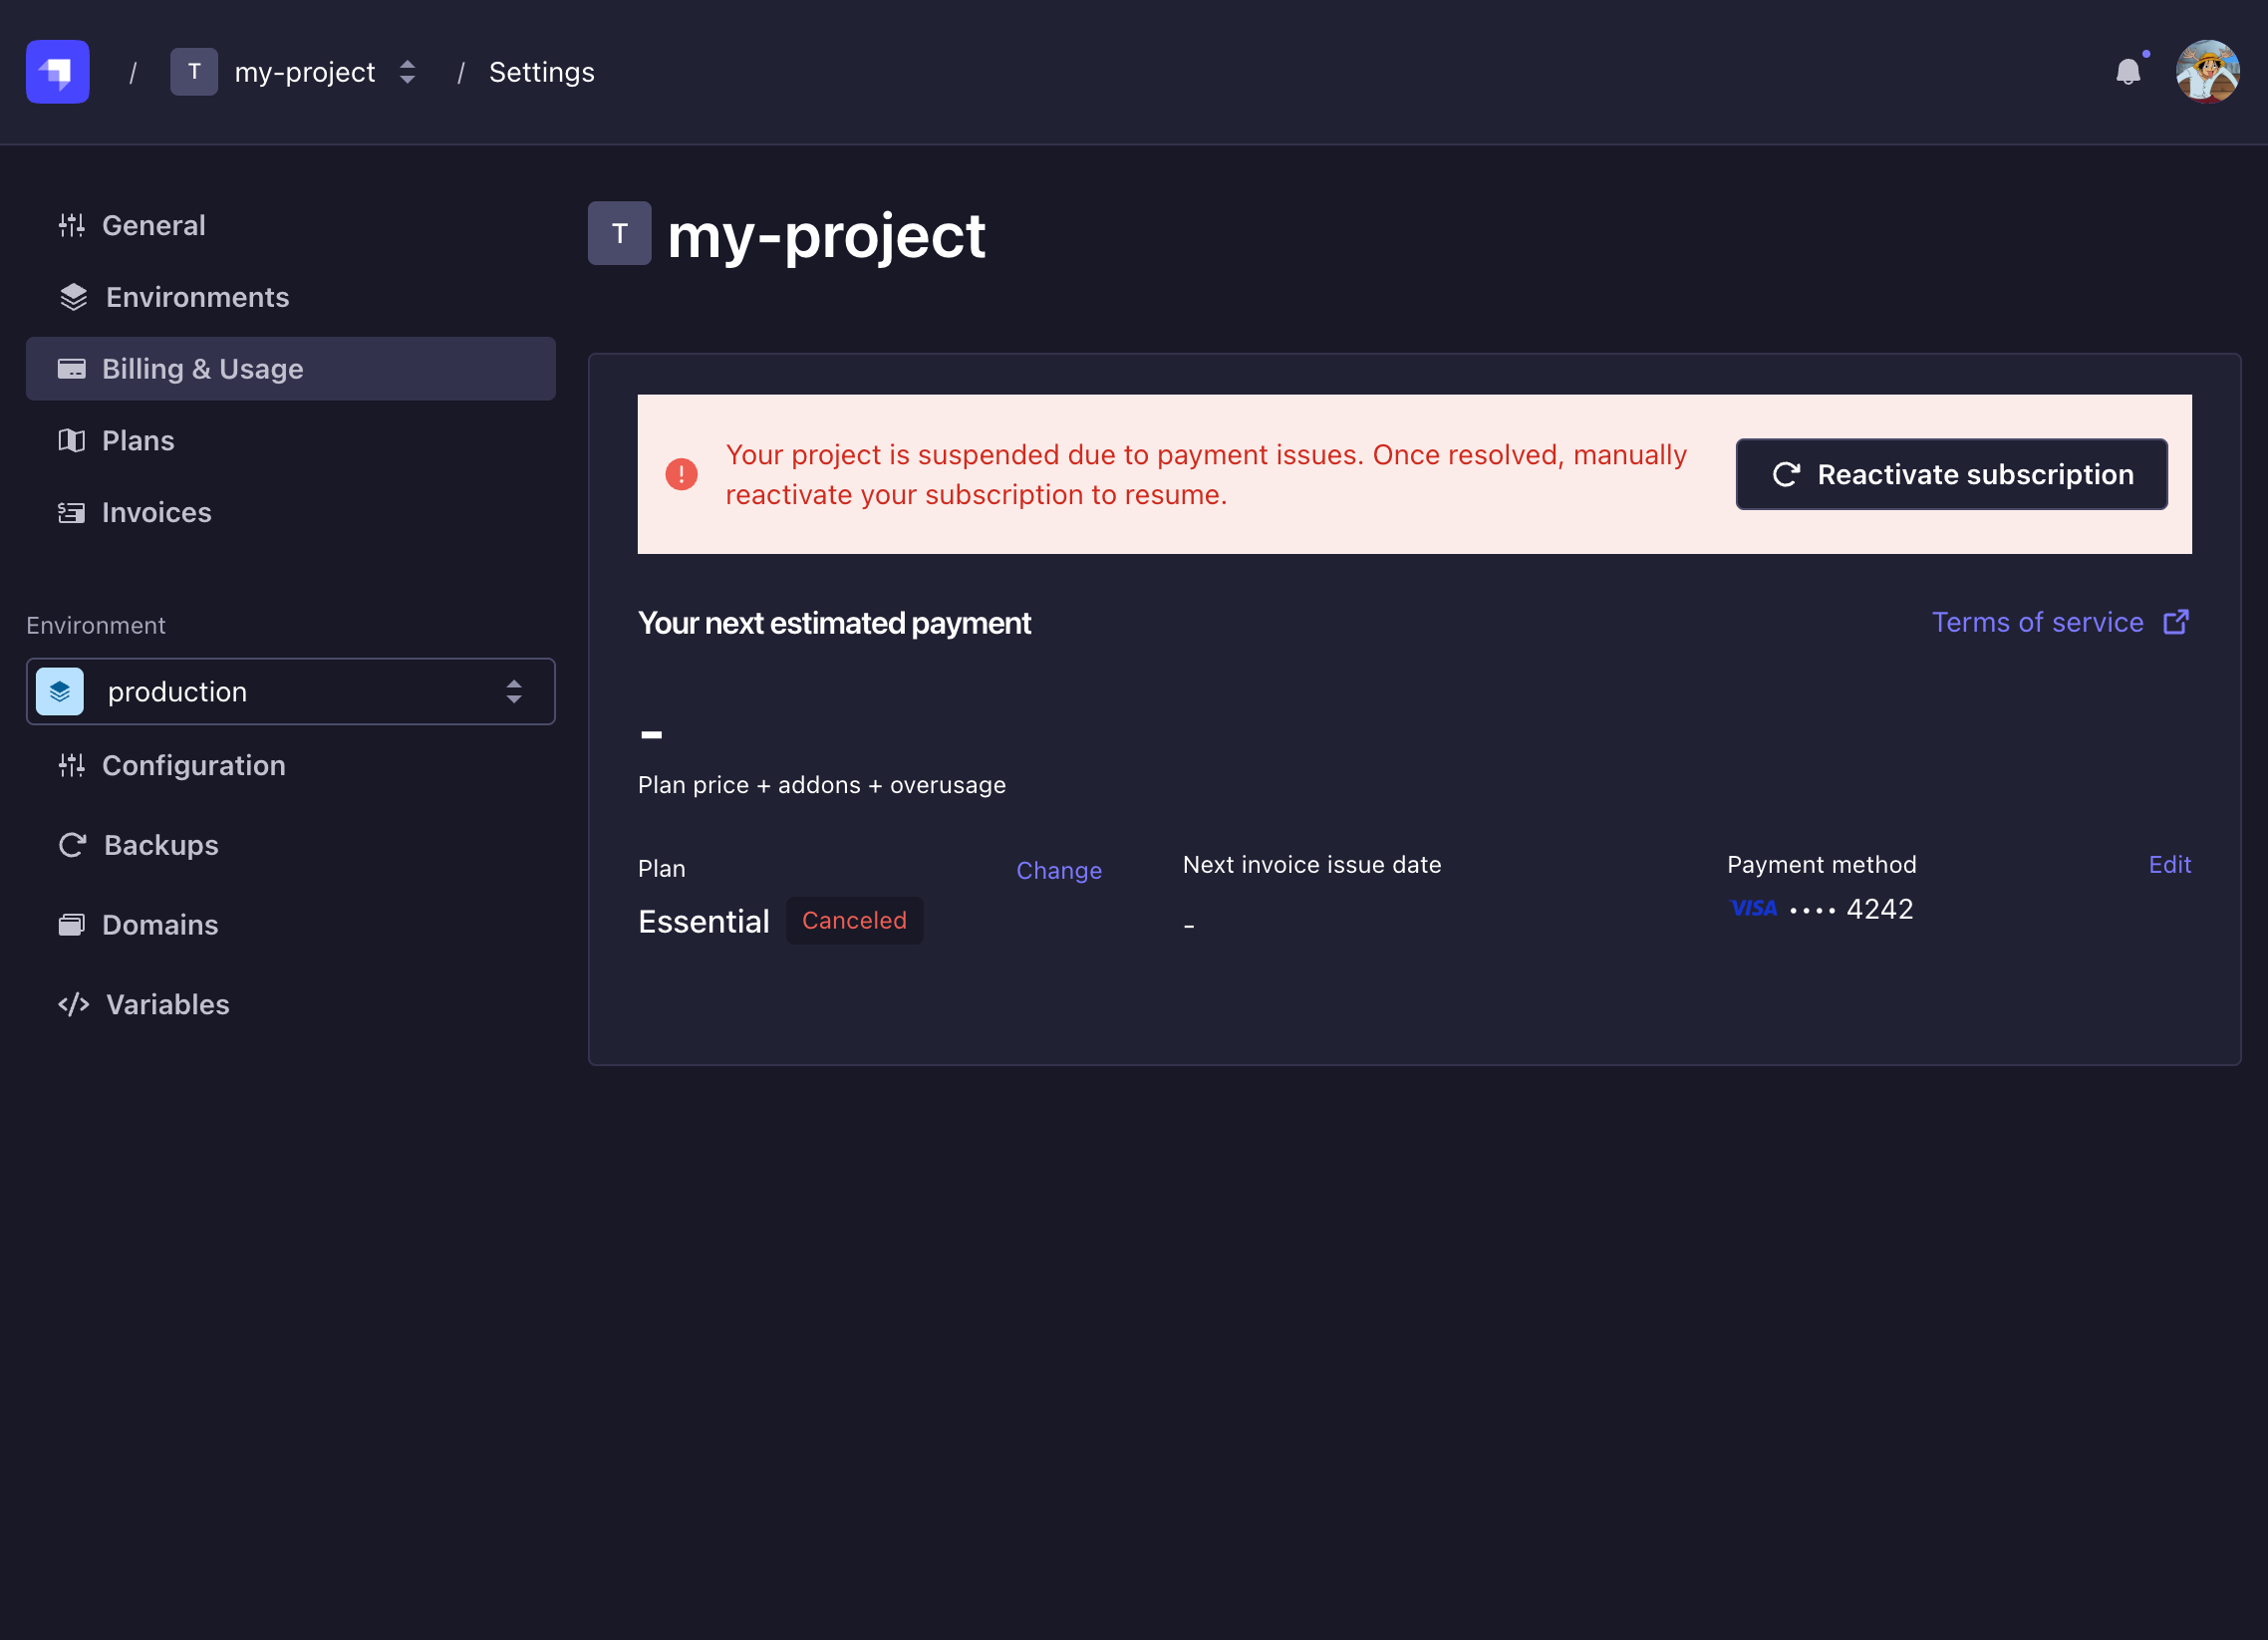 / T my-project / Settings
General
Environments
Billing & Usage
Plans
Invoices
Environment
production
Configuration
Backups
Domains
Variables
T my-project
Your project is suspended due to payment issues. Once resolved, manually
reactivate your subscription to resume.
Reactivate subscription
Your next estimated payment
Terms of service
-
Plan price + addons + overusage
Plan
Change
Essential
Canceled
Next invoice issue date
-
Payment method
Edit
VISA •••• 4242